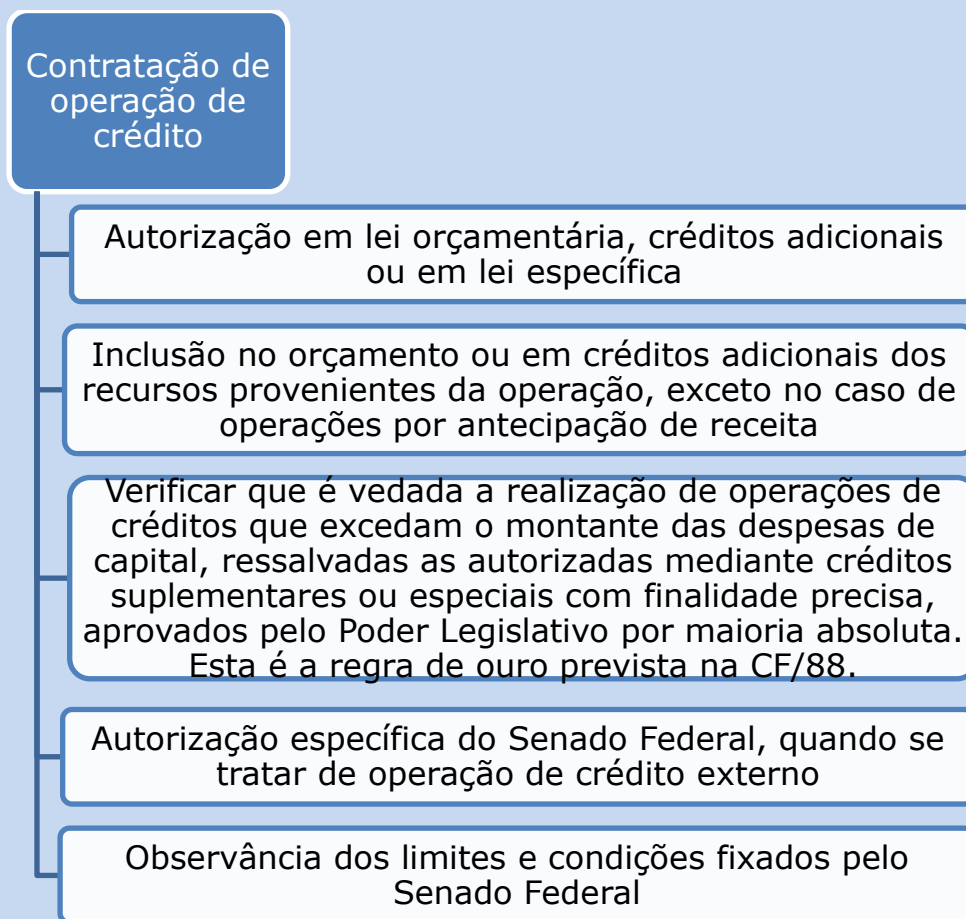 Contratação de
operação de
crédito
Autorização em lei orçamentária, créditos adicionais
ou em lei específica
Inclusão no orçamento ou em créditos adicionais dos
recursos provenientes da operação, exceto no caso de
operações por antecipação de receita
Verificar que é vedada a realização de operações de
créditos que excedam o montante das despesas de
capital, ressalvadas as autorizadas mediante créditos
suplementares ou especiais com finalidade precisa,
aprovados pelo Poder Legislativo por maioria absoluta.
Esta é a regra de ouro prevista na CF/88.
Autorização específica do Senado Federal, quando se
tratar de operação de crédito externo
Observância dos limites e condições fixados pelo
Senado Federal